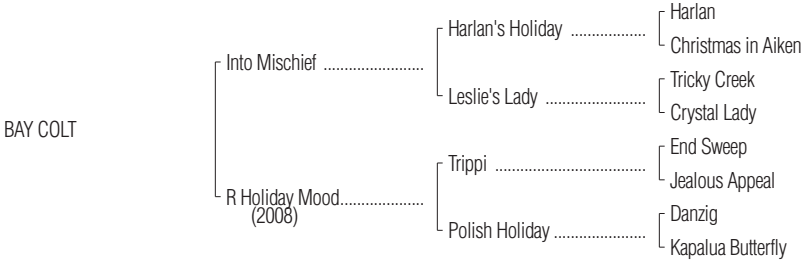 Harlan
Harlan's Holiday ..................
Christmas in Aiken
Into Mischief ........................
Tricky Creek
Leslie's Lady ........................
Crystal Lady
BAY COLT
End Sweep
Trippi ....................................
Jealous Appeal
R Holiday Mood....................
(2008)
Danzig
Polish Holiday ......................
Kapalua Butterfly